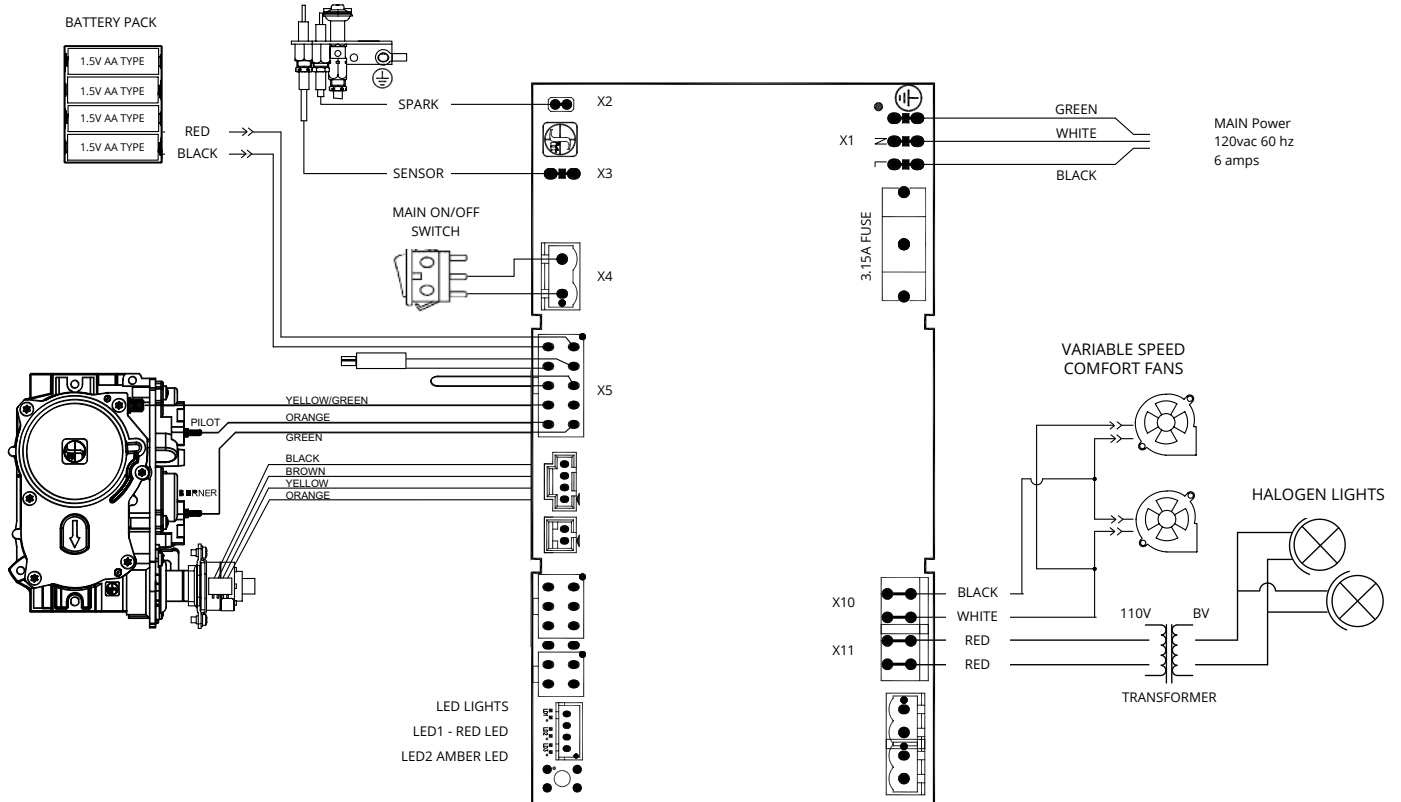 BATTERY PACK
1.5V AA TYPE
1.5V AA TYPE
1.5V AA TYPE
1.5V AA TYPE
RED
BLACK
SPARK
X2
SENSOR
X3
MAIN ON/OFF
SWITCH
X4
X5
YELLOW/GREEN
PILOT
ORANGE
GREEN
BLACK
BROWN
YELLOW
ORANGE
LED LIGHTS
LED1 - RED LED
LED2 AMBER LED
X1
N
L
GREEN
WHITE
BLACK
MAIN Power
120vac 60 hz
6 amps
3.15A FUSE
VARIABLE SPEED
COMFORT FANS
HALOGEN LIGHTS
X10
BLACK
WHITE
X11
RED
RED
110V
BV
TRANSFORMER